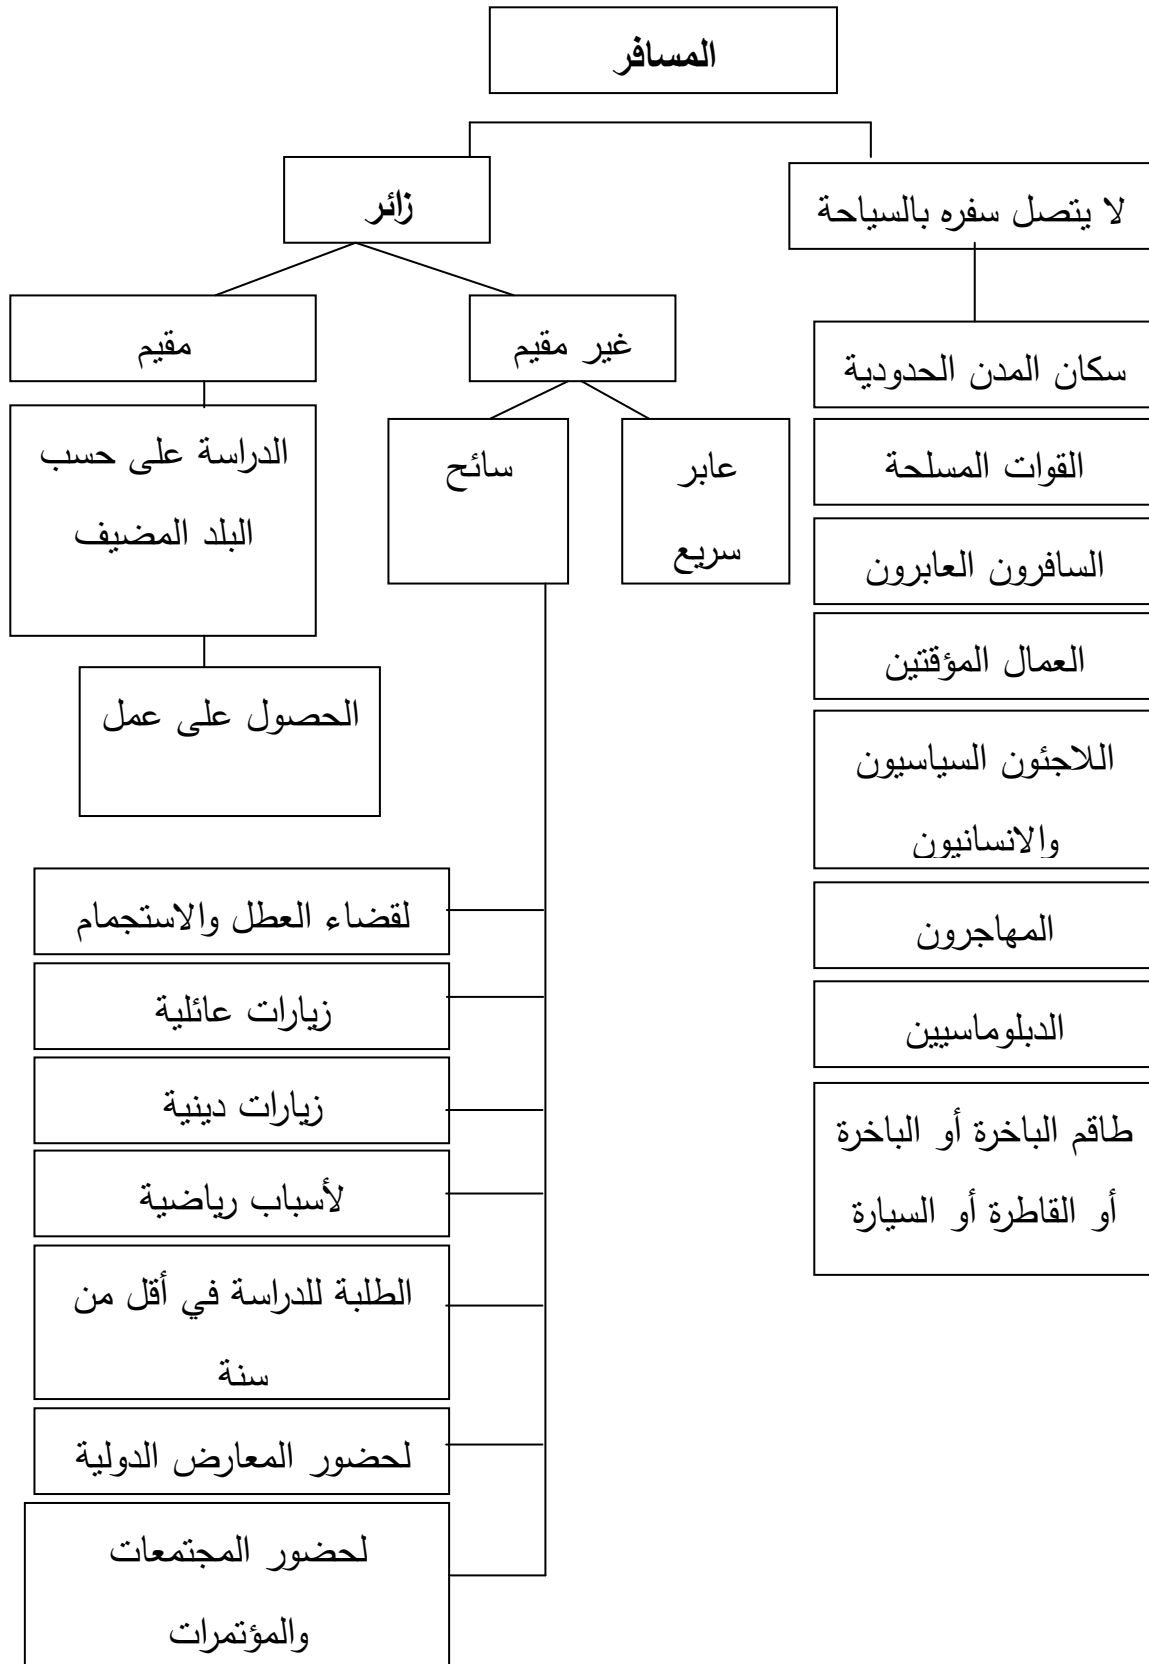 المسافر
زائر
لا يتصل سفره بالسياحة
مقيم
غير مقيم
الدراسة على حسب
البلد المضيف
الحصول على عمل
سائح
عابر
سريع
لقضاء العطل والاستجمام
زيارات عائلية
زيارات دينية
لأسباب رياضية
الطلبة للدراسة في أقل من
سنة
لحضور المعارض الدولية
لحضور المجتمعات
والمؤتمرات
سكان المدن الحدودية
القوات المسلحة
السافرون العابرون
العمال المؤقتين
اللاجئون السياسيون
والانسانيون
المهاجرون
الدبلوماسيين
طاقم الباخرة أو الباخرة
أو القاطرة أو السيارة